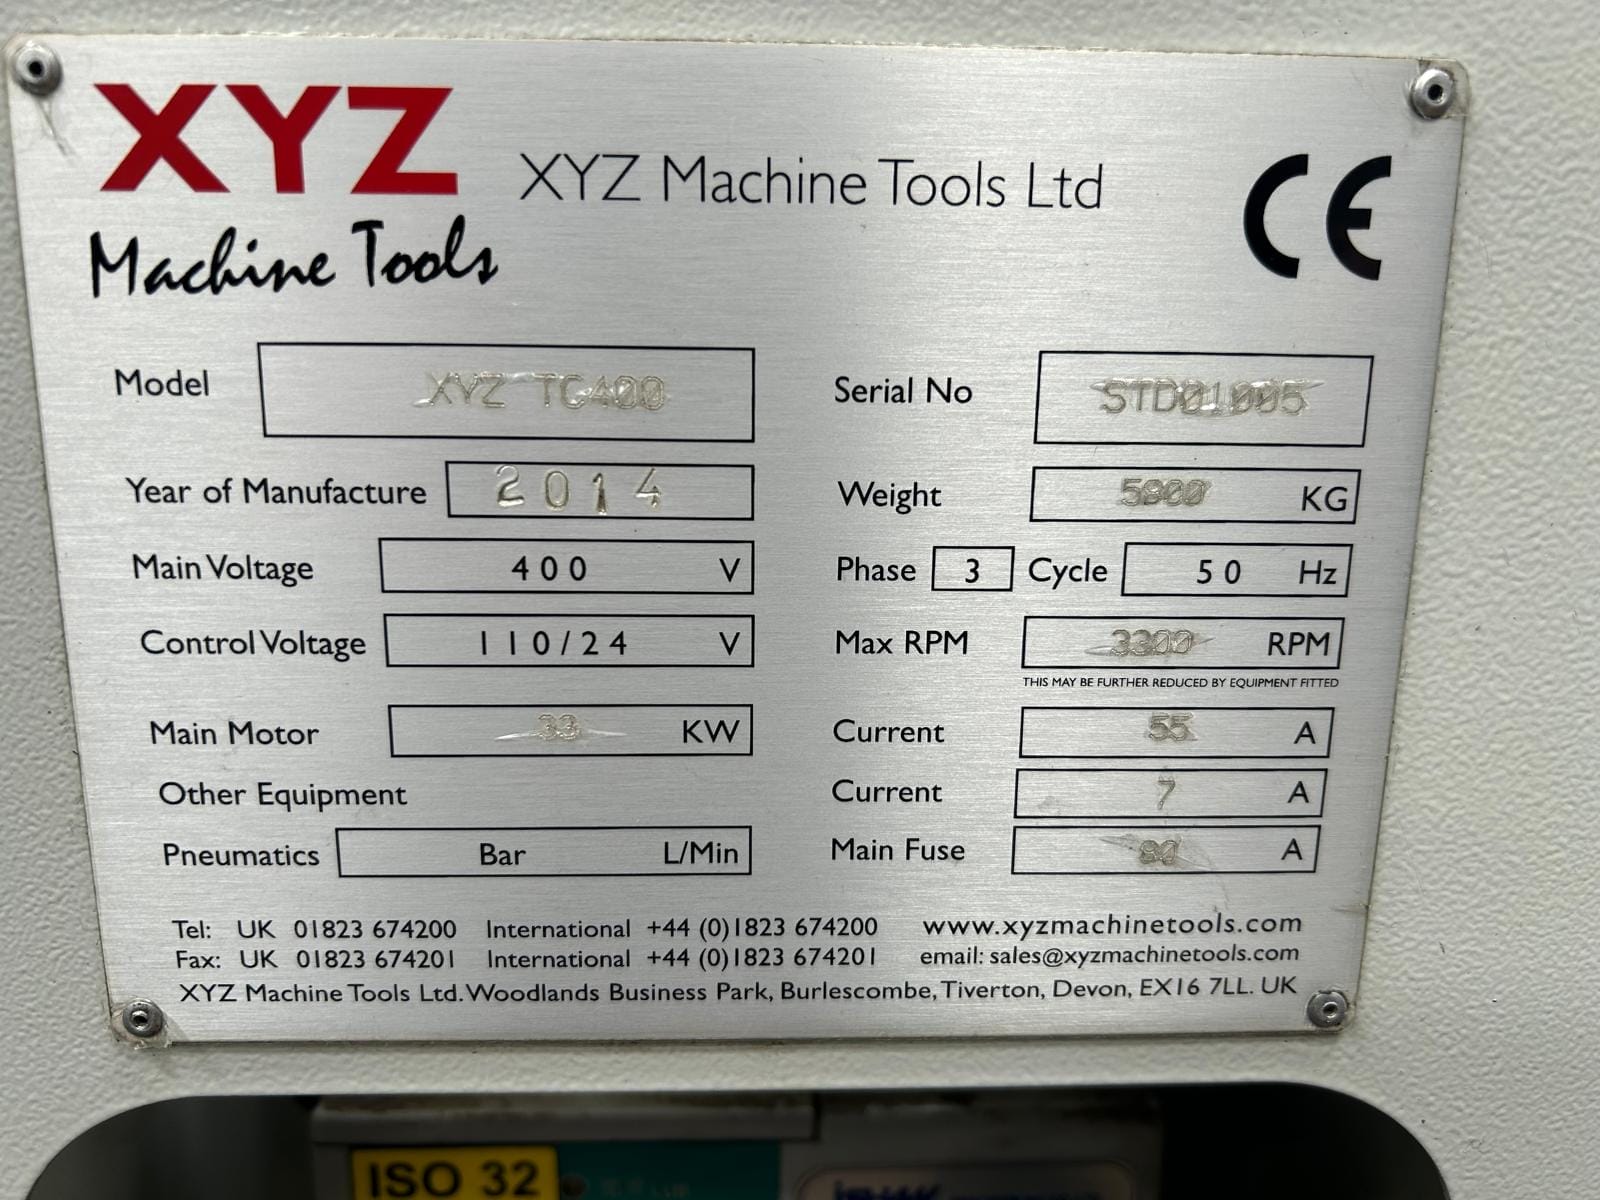 XYZ
Machine Tools
XYZ Machine Tools Ltd
CE
Model XYZ TC400
Serial No STD01005
Year of Manufacture 2014
Weight KG
Main Voltage 400 V
Phase 3 Cycle 50 Hz
Control Voltage 110/24 V
Max RPM 3300 RPM
THIS MAY BE FURTHER REDUCED BY EQUIPMENT FITTED
Main Motor 33 KW
Current 55 A
Other Equipment
Current 7 A
Pneumatics Bar L/Min
Main Fuse 80 A
Tel: UK 01823 674200 International +44 (0)1823 674200 www.xyzmachinetools.com
Fax: UK 01823 674201 International +44 (0)1823 674201 email: sales@xyzmachinetools.com
XYZ Machine Tools Ltd. Woodlands Business Park, Burlescombe, Tiverton, Devon, EX16 7LL. UK
ISO 32